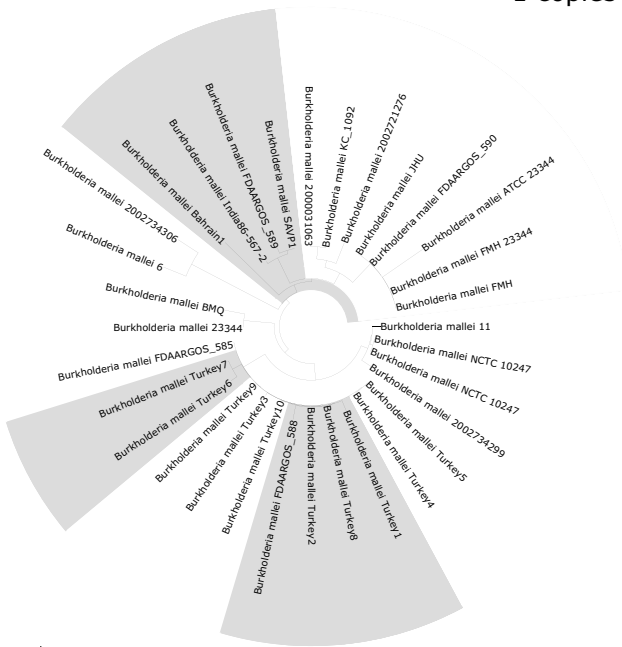 copies
Burkholderia mallei SAVP1
Burkholderia mallei FDAARGOS_589
Burkholderia mallei India86-567-2
Burkholderia mallei Bahrain1
Burkholderia mallei 2002734306
Burkholderia mallei 6
Burkholderia mallei BMQ
Burkholderia mallei 23344
Burkholderia mallei FDAARGOS_585
Burkholderia mallei Turkey7
Burkholderia mallei Turkey6
Burkholderia mallei Turkey9
Burkholderia mallei Turkey3
Burkholderia mallei Turkey10
Burkholderia mallei FDAARGOS_588
Burkholderia mallei Turkey2
Burkholderia mallei Turkey8
Burkholderia mallei Turkey1
Burkholderia mallei Turkey4
Burkholderia mallei Turkey5
Burkholderia mallei 2002734299
Burkholderia mallei NCTC 10247
Burkholderia mallei NCTC 10247
Burkholderia mallei 11
Burkholderia mallei FMH
Burkholderia mallei FMH 23344
Burkholderia mallei ATCC 23344
Burkholderia mallei FDAARGOS_590
Burkholderia mallei JHU
Burkholderia mallei 2002721276
Burkholderia mallei KC_1092
Burkholderia mallei 2000031063